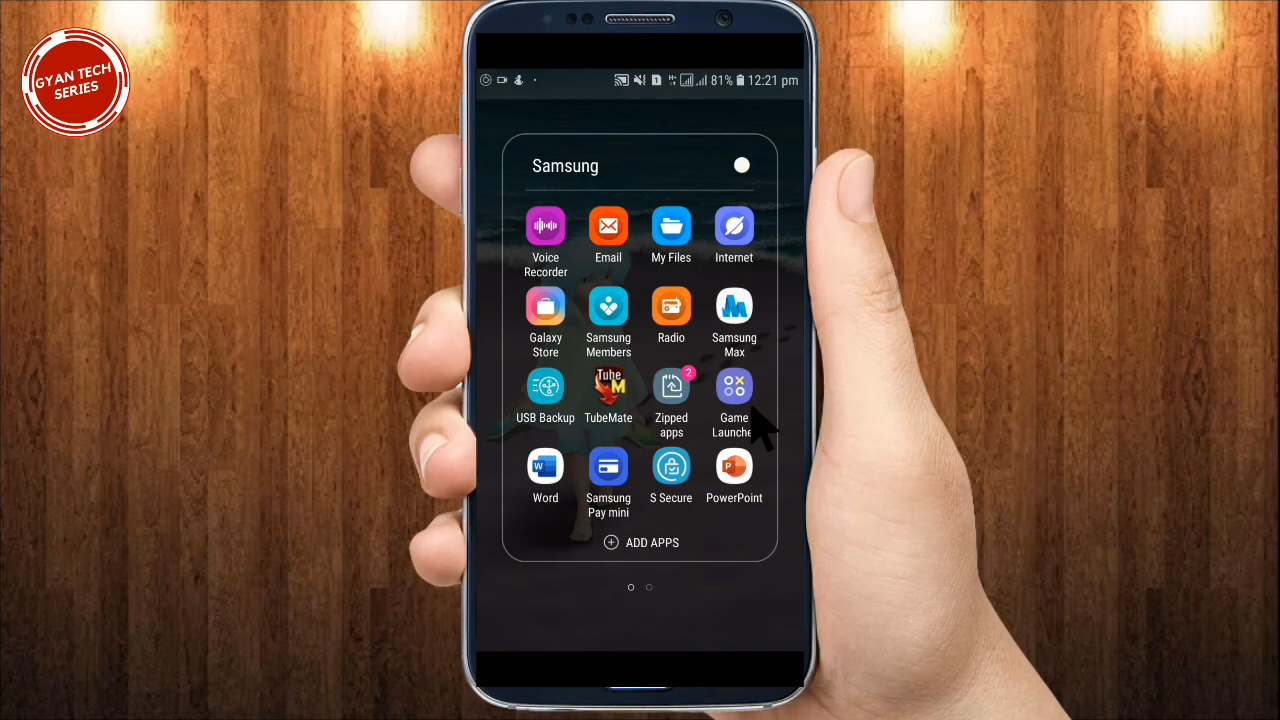 GYAN TECH
SERIES
81% 12:21 pm
Samsung
Voice
Recorder
Email
My Files
Internet
Galaxy
Store
Samsung
Members
Radio
Samsung
Max
USB Backup
Tube
M
TubeMate
2
Zipped
apps
Game
Launche
W
Word
Samsung
Pay mini
S Secure
P
PowerPoint
ADD APPS